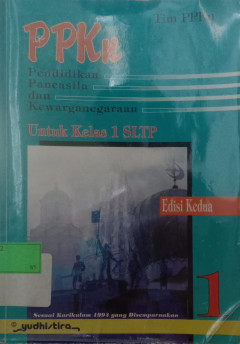 Tim PPKn
PPKn
Pendidikan
Pancasila
dan
Kewarganegaraan
Untuk Kelas 1 SLTP
Edisi Kedua
1
Sesuai Kurikulum 1994 yang Disempurnakan
yudhistira